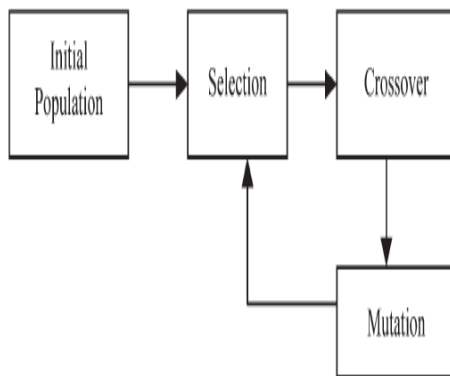 Initial
Population
Selection
Crossover
Mutation